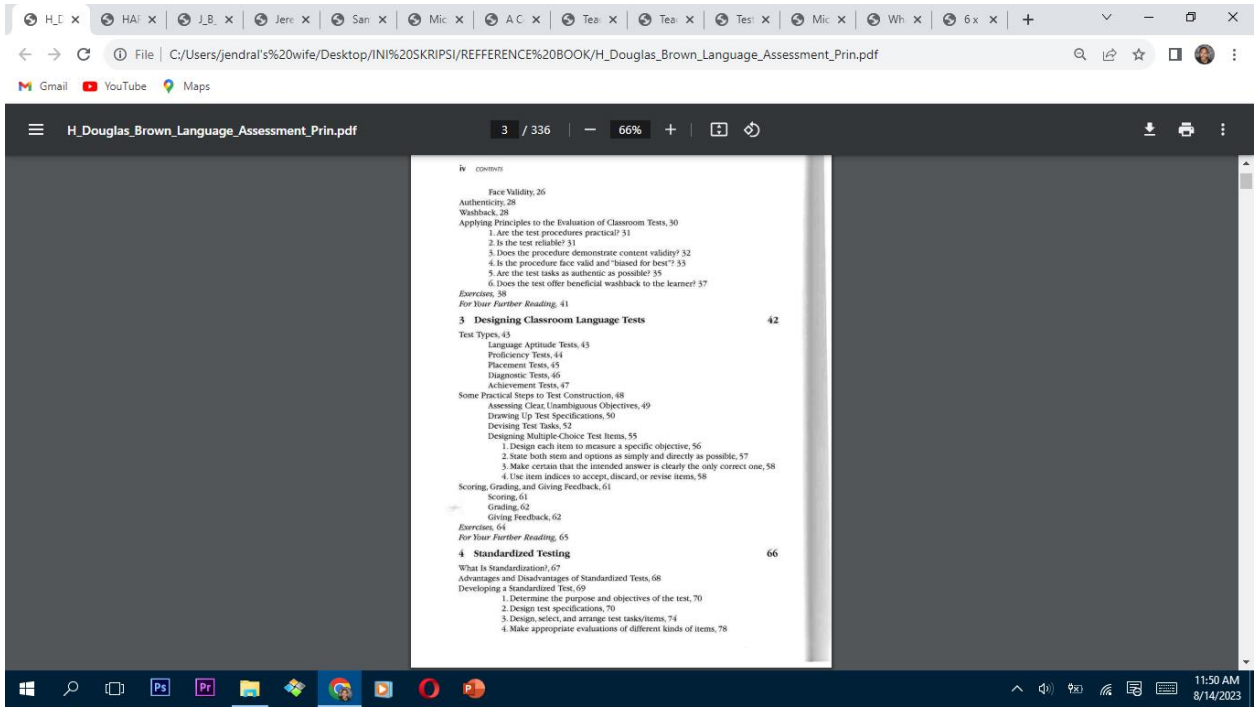 H_D
HAF
J_B_
Jere
San
Mic
A C
Tea
Tea
Test
Mic
Wh
6 x
File | C:/Users/jendral's%20wife/Desktop/INI%20SKRIPSI/REFFERENCE%20BOOK/H_Douglas_Brown_Language_Assessment_Prin.pdf
Gmail YouTube Maps
H_Douglas_Brown_Language_Assessment_Prin.pdf 3 / 336 66%
iv CONTENTS
Face Validity, 26
Authenticity, 28
Washback, 28
Applying Principles to the Evaluation of Classroom Tests, 30
1. Are the test procedures practical? 31
2. Is the test reliable? 31
3. Does the procedure demonstrate content validity? 32
4. Is the procedure face valid and "biased for best"? 33
5. Are the test tasks as authentic as possible? 35
6. Does the test offer beneficial washback to the learner? 37
Exercises, 38
For Your Further Reading, 41
3 Designing Classroom Language Tests 42
Test Types, 43
Language Aptitude Tests, 43
Proficiency Tests, 44
Placement Tests, 45
Diagnostic Tests, 46
Achievement Tests, 47
Some Practical Steps to Test Construction, 48
Assessing Clear, Unambiguous Objectives, 49
Drawing Up Test Specifications, 50
Devising Test Tasks, 52
Designing Multiple-Choice Test Items, 55
1. Design each item to measure a specific objective, 56
2. State both stem and options as simply and directly as possible, 57
3. Make certain that the intended answer is clearly the only correct one, 58
4. Use item indices to accept, discard, or revise items, 58
Scoring, Grading, and Giving Feedback, 61
Scoring, 61
Grading, 62
Giving Feedback, 62
Exercises, 64
For Your Further Reading, 65
4 Standardized Testing 66
What Is Standardization?, 67
Advantages and Disadvantages of Standardized Tests, 68
Developing a Standardized Test, 69
1. Determine the purpose and objectives of the test, 70
2. Design test specifications, 70
3. Design, select, and arrange test tasks/items, 74
4. Make appropriate evaluations of different kinds of items, 78
Ps Pr
11:50 AM
8/14/2023